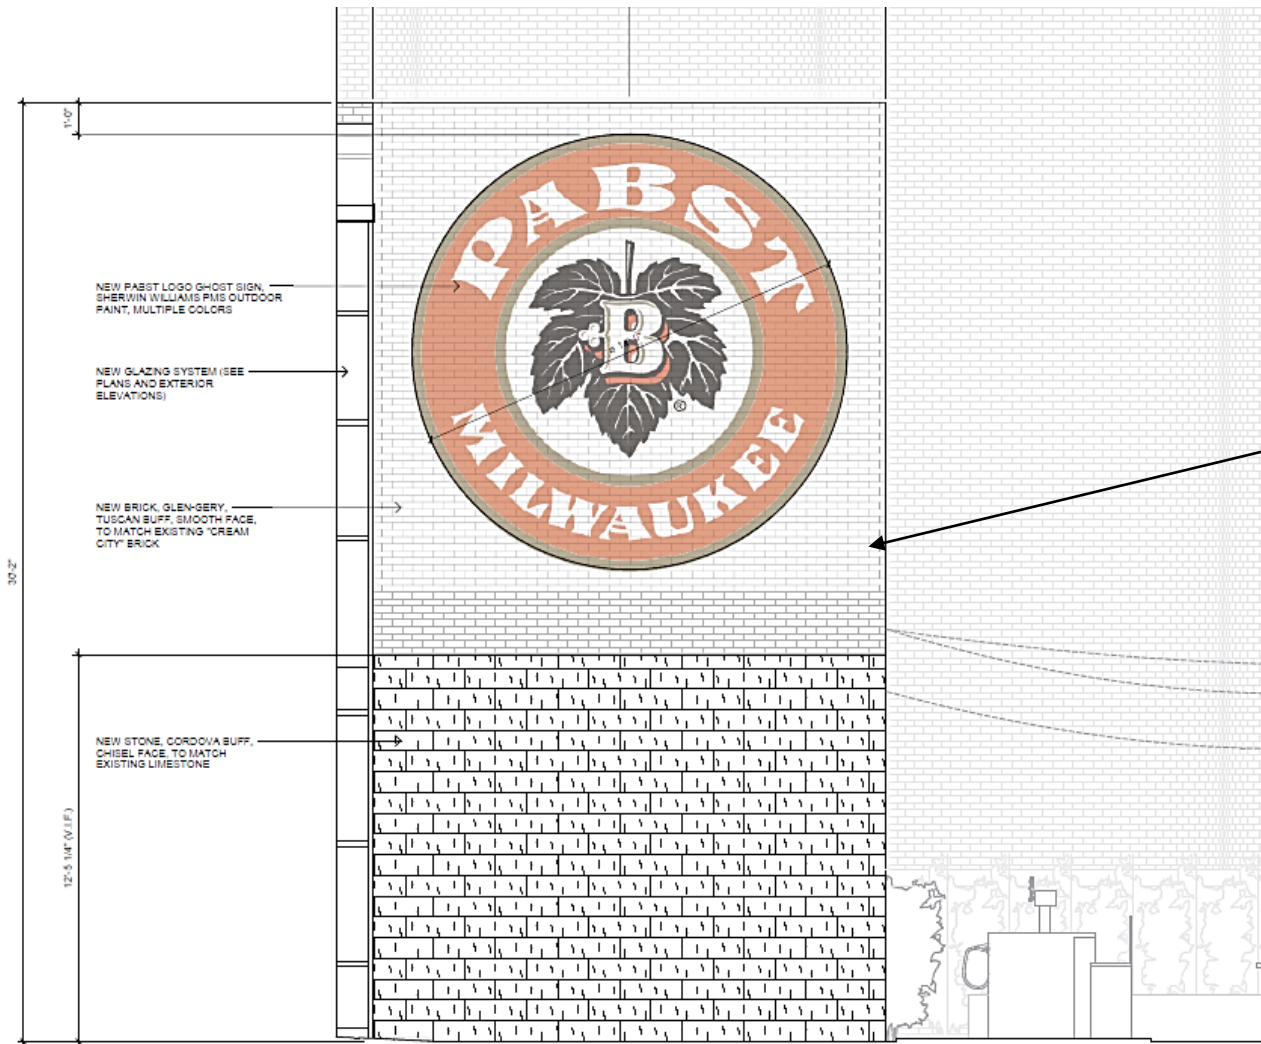 1'-0"
PABST
B
®
MILWAUKEE
NEW PABST LOGO GHOST SIGN,
SHERWIN WILLIAMS PMS OUTDOOR
PAINT, MULTIPLE COLORS
NEW GLAZING SYSTEM (SEE
PLANS AND EXTERIOR
ELEVATIONS)
NEW BRICK, GLEN-GERY,
TUSCAN BUFF, SMOOTH FACE,
TO MATCH EXISTING "CREAM
CITY" BRICK
30'-2"
NEW STONE, CORDOVA BUFF,
CHISEL FACE, TO MATCH
EXISTING LIMESTONE
12'-5 1/4" (V.I.F.)